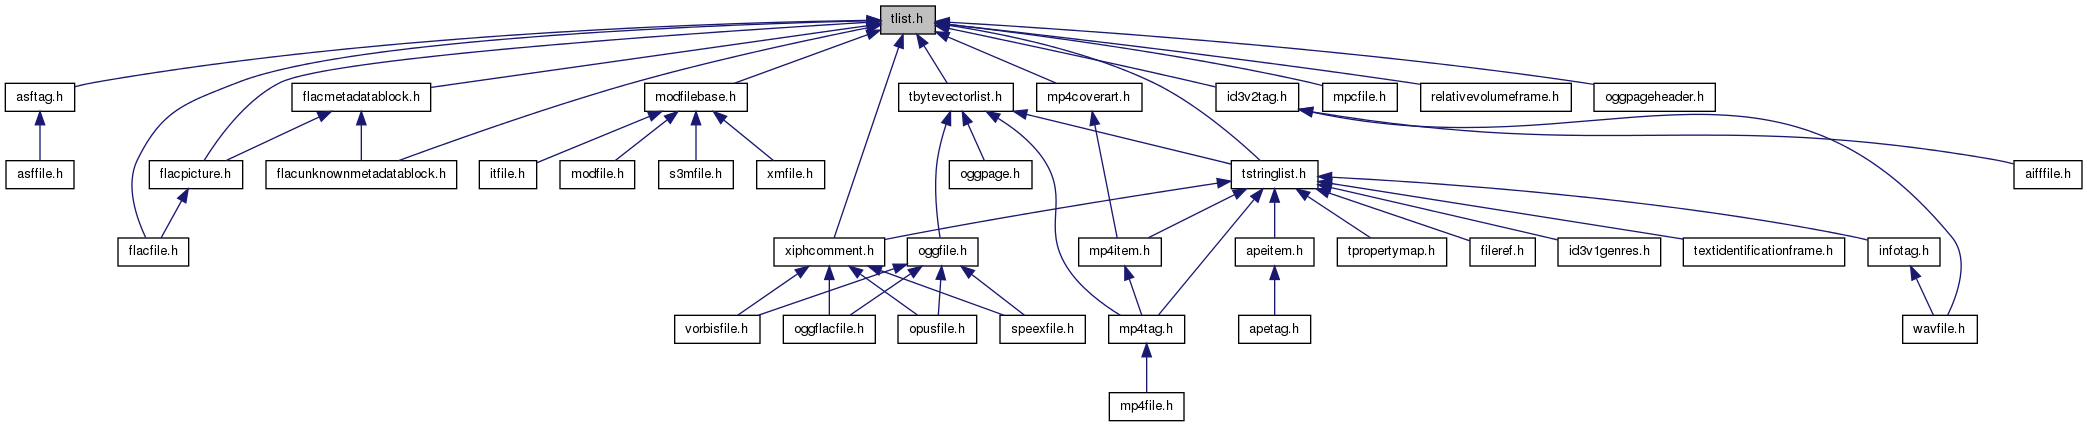 tlist.h
asftag.h
flacmetadatablock.h
modfilebase.h
tbytevectorlist.h
mp4coverart.h
id3v2tag.h
mpcfile.h
relativevolumeframe.h
oggpageheader.h
asffile.h
flacpicture.h
flacunknownmetadatablock.h
itfile.h
modfile.h
s3mfile.h
xmfile.h
oggpage.h
tstringlist.h
aifffile.h
flacfile.h
xiphcomment.h
oggfile.h
mp4item.h
apeitem.h
tpropertymap.h
fileref.h
id3v1genres.h
textidentificationframe.h
infotag.h
vorbisfile.h
oggflacfile.h
opusfile.h
speexfile.h
mp4tag.h
apetag.h
wavfile.h
mp4file.h